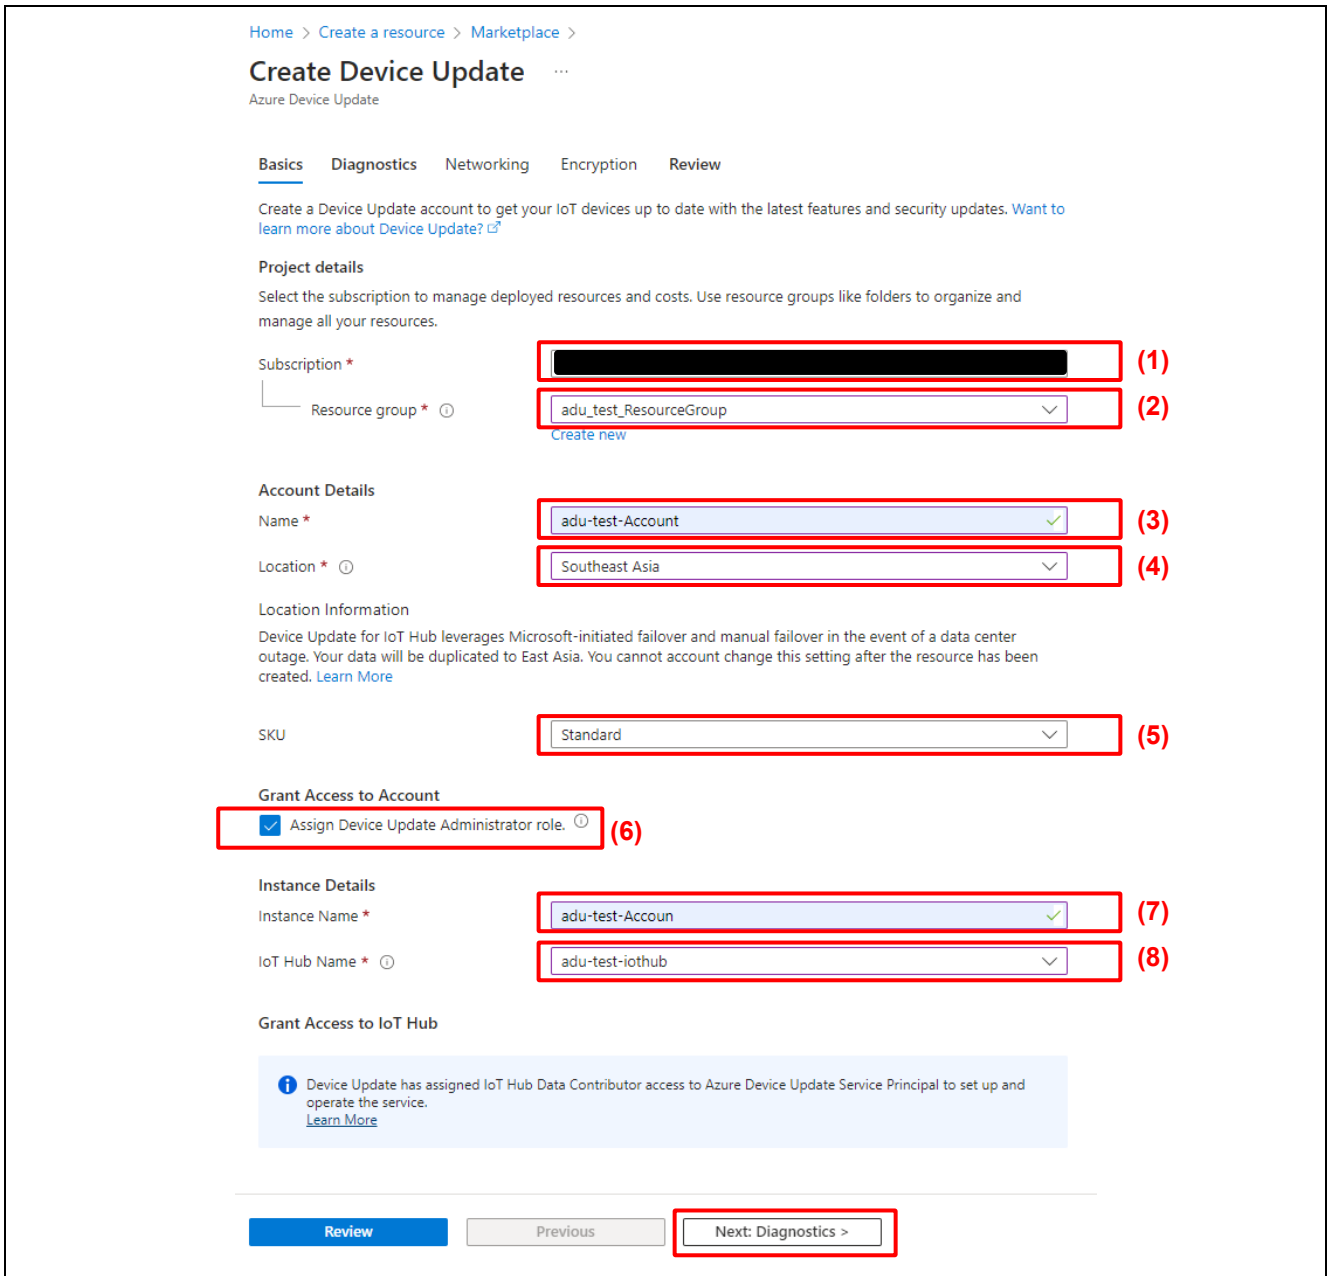 Home > Create a resource > Marketplace >
Create Device Update ...
Azure Device Update
Basics Diagnostics Networking Encryption Review
Create a Device Update account to get your IoT devices up to date with the latest features and security updates. Want to
learn more about Device Update?
Project details
Select the subscription to manage deployed resources and costs. Use resource groups like folders to organize and
manage all your resources.
Subscription * (1)
Resource group * adu_test_ResourceGroup (2)
Create new
Account Details
Name * adu-test-Account (3)
Location * Southeast Asia (4)
Location Information
Device Update for IoT Hub leverages Microsoft-initiated failover and manual failover in the event of a data center
outage. Your data will be duplicated to East Asia. You cannot account change this setting after the resource has been
created. Learn More
SKU Standard (5)
Grant Access to Account
Assign Device Update Administrator role. (6)
Instance Details
Instance Name * adu-test-Accoun (7)
IoT Hub Name * adu-test-iothub (8)
Grant Access to IoT Hub
Device Update has assigned IoT Hub Data Contributor access to Azure Device Update Service Principal to set up and
operate the service.
Learn More
Review Previous Next: Diagnostics >